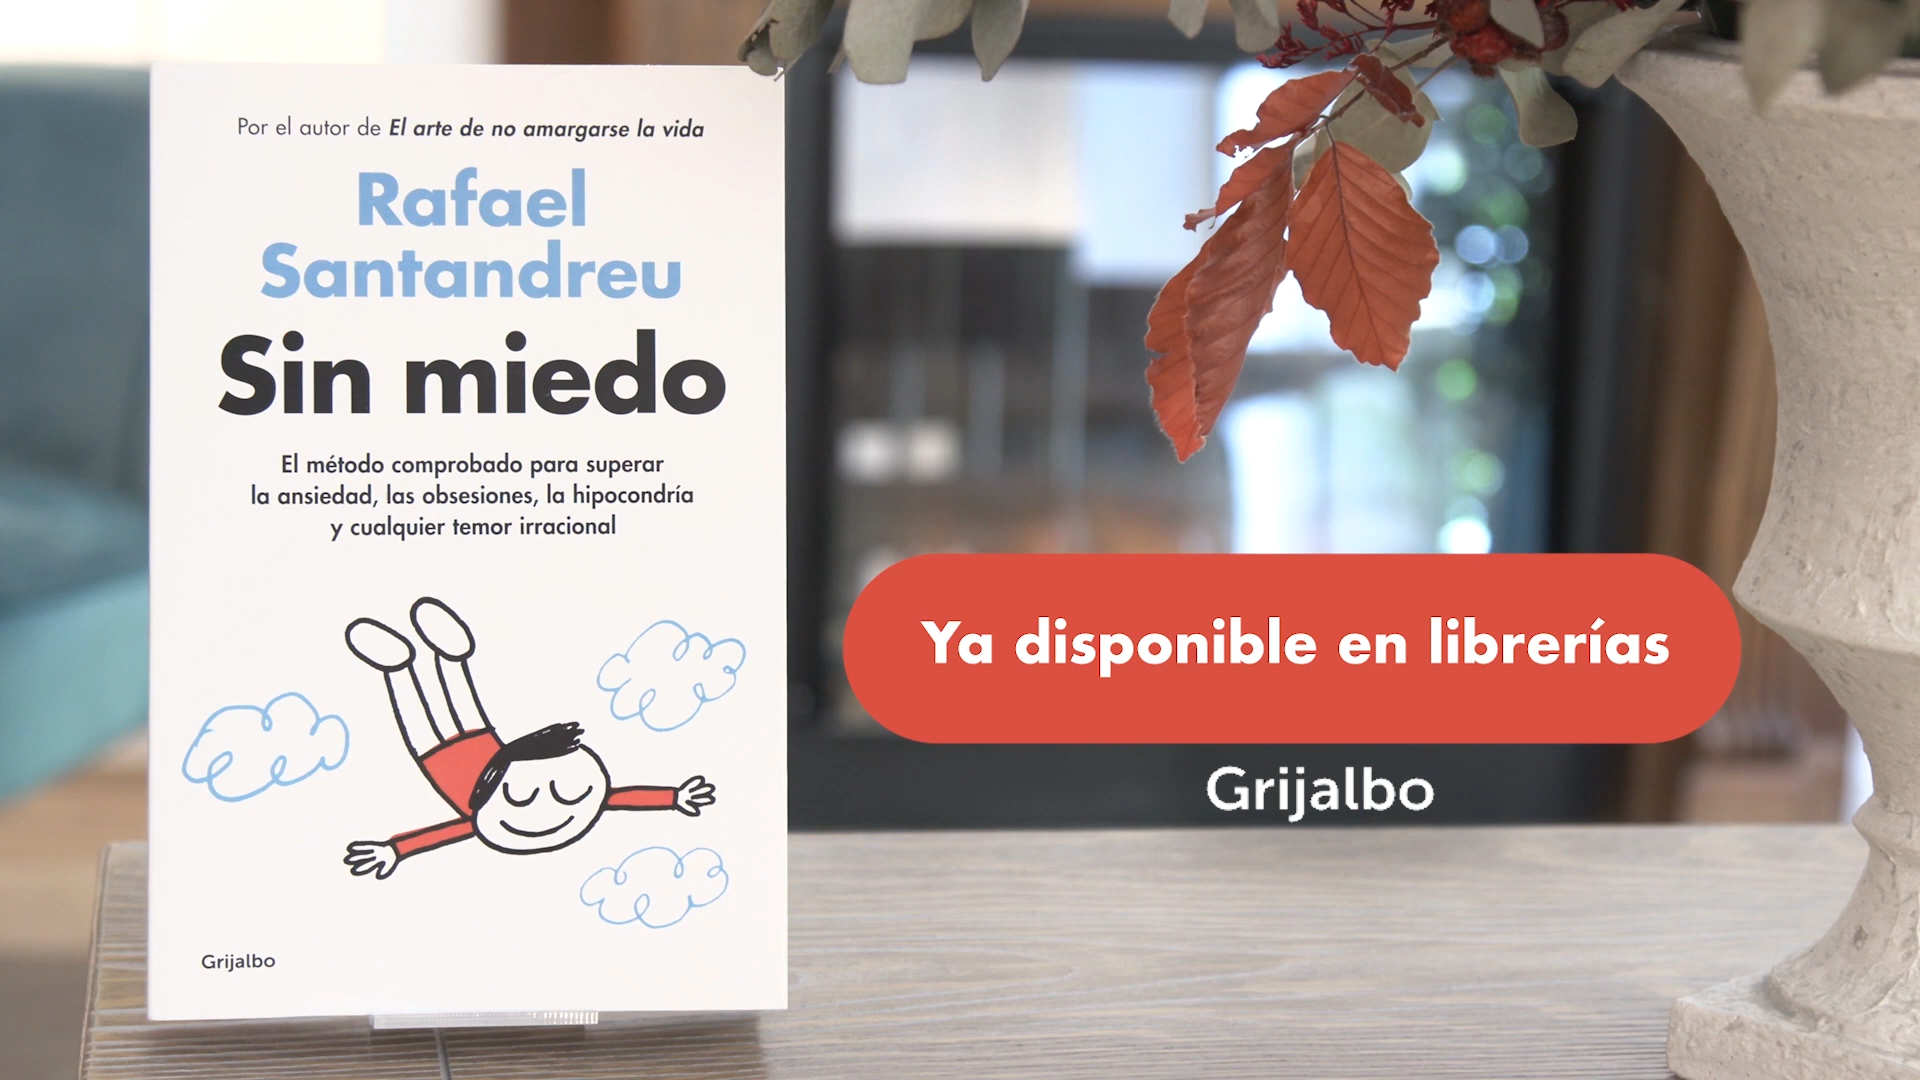 Por el autor de El arte de no amargarse la vida
Rafael
Santandreu
Sin miedo
El método comprobado para superar
la ansiedad, las obsesiones, la hipocondría
y cualquier temor irracional
Grijalbo
Ya disponible en librerías
Grijalbo